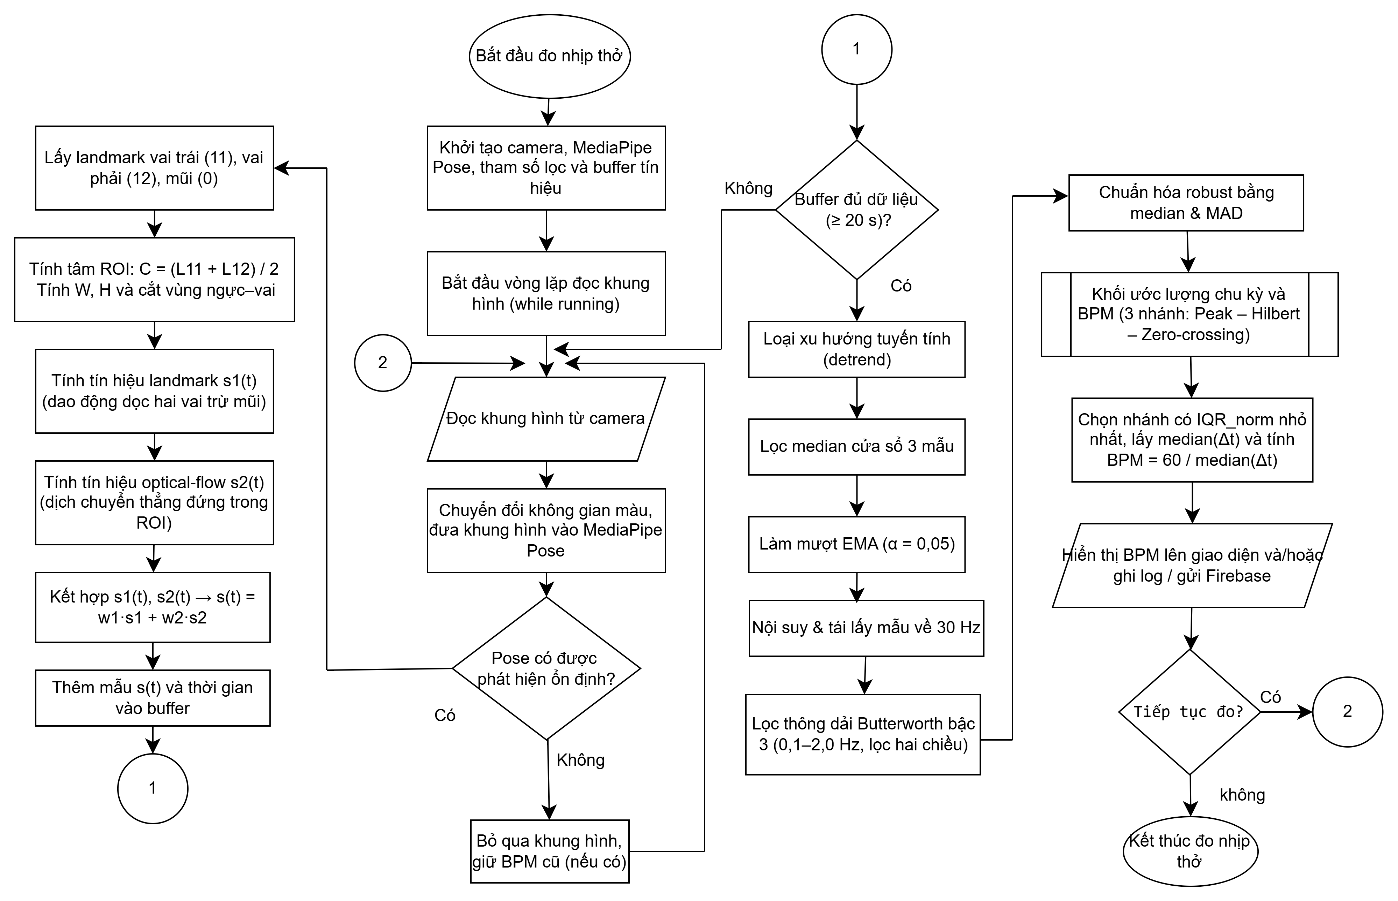 Bắt đầu đo nhịp thở
Khởi tạo camera, MediaPipe
Pose, tham số lọc và buffer tín
hiệu
Bắt đầu vòng lặp đọc khung
hình (while running)
2
Đọc khung hình từ camera
Chuyển đổi không gian màu,
đưa khung hình vào MediaPipe
Pose
Pose có được
phát hiện ổn định?
Có
Không
Bỏ qua khung hình,
giữ BPM cũ (nếu có)
Lấy landmark vai trái (11), vai
phải (12), mũi (0)
Tính tâm ROI: C = (L11 + L12) / 2
Tính W, H và cắt vùng ngực–vai
Tính tín hiệu landmark s1(t)
(dao động dọc hai vai trừ mũi)
Tính tín hiệu optical-flow s2(t)
(dịch chuyển thẳng đứng trong
ROI)
Kết hợp s1(t), s2(t) → s(t) =
w1·s1 + w2·s2
Thêm mẫu s(t) và thời gian
vào buffer
1
1
Buffer đủ dữ liệu
(≥ 20 s)?
Không
Có
Loại xu hướng tuyến tính
(detrend)
Lọc median cửa sổ 3 mẫu
Làm mượt EMA (α = 0,05)
Nội suy & tái lấy mẫu về 30 Hz
Lọc thông dải Butterworth bậc
3 (0,1–2,0 Hz, lọc hai chiều)
Chuẩn hóa robust bằng
median & MAD
Khối ước lượng chu kỳ và
BPM (3 nhánh: Peak – Hilbert
– Zero-crossing)
Chọn nhánh có IQR_norm nhỏ
nhất, lấy median(Δt) và tính
BPM = 60 / median(Δt)
Hiển thị BPM lên giao diện và/hoặc
ghi log / gửi Firebase
Tiếp tục đo?
Có
2
không
Kết thúc đo nhịp
thở